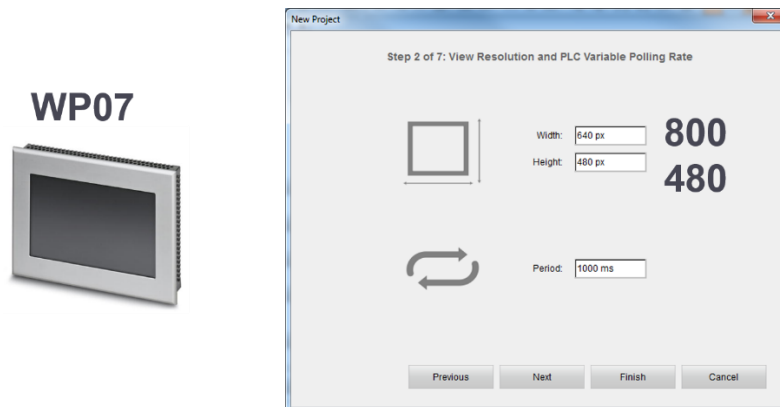 WP07
New Project
Step 2 of 7: View Resolution and PLC Variable Polling Rate
Width: 640 px 800
Height: 480 px 480
Period: 1000 ms
Previous Next Finish Cancel